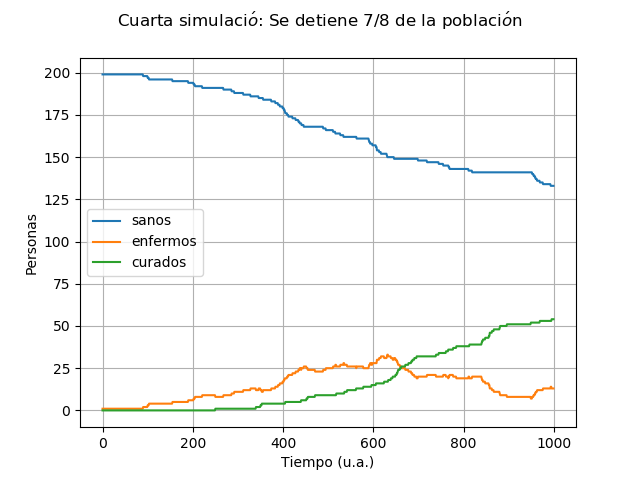 Cuarta simulació: Se detiene 7/8 de la población
200
175
150
125
100
75
50
25
0
Personas
sanos
enfermos
curados
0
200
400
600
800
1000
Tiempo (u.a.)